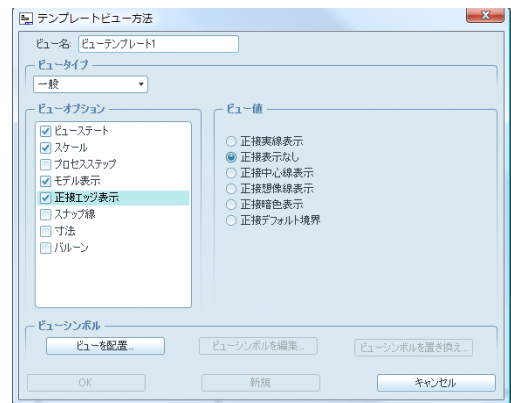 テンプレートビュー方法
ビュー名: ビューテンプレート1
ビュータイプ
一般
ビューオプション
ビューステート
スケール
プロセスステップ
モデル表示
正接エッジ表示
スナップ線
寸法
バルーン
ビュー値
正接実線表示
正接表示なし
正接中心線表示
正接想像線表示
正接暗色表示
正接デフォルト境界
ビューシンボル
ビューを配置...
ビューシンボルを編集...
ビューシンボルを置き換え...
OK
新規
キャンセル